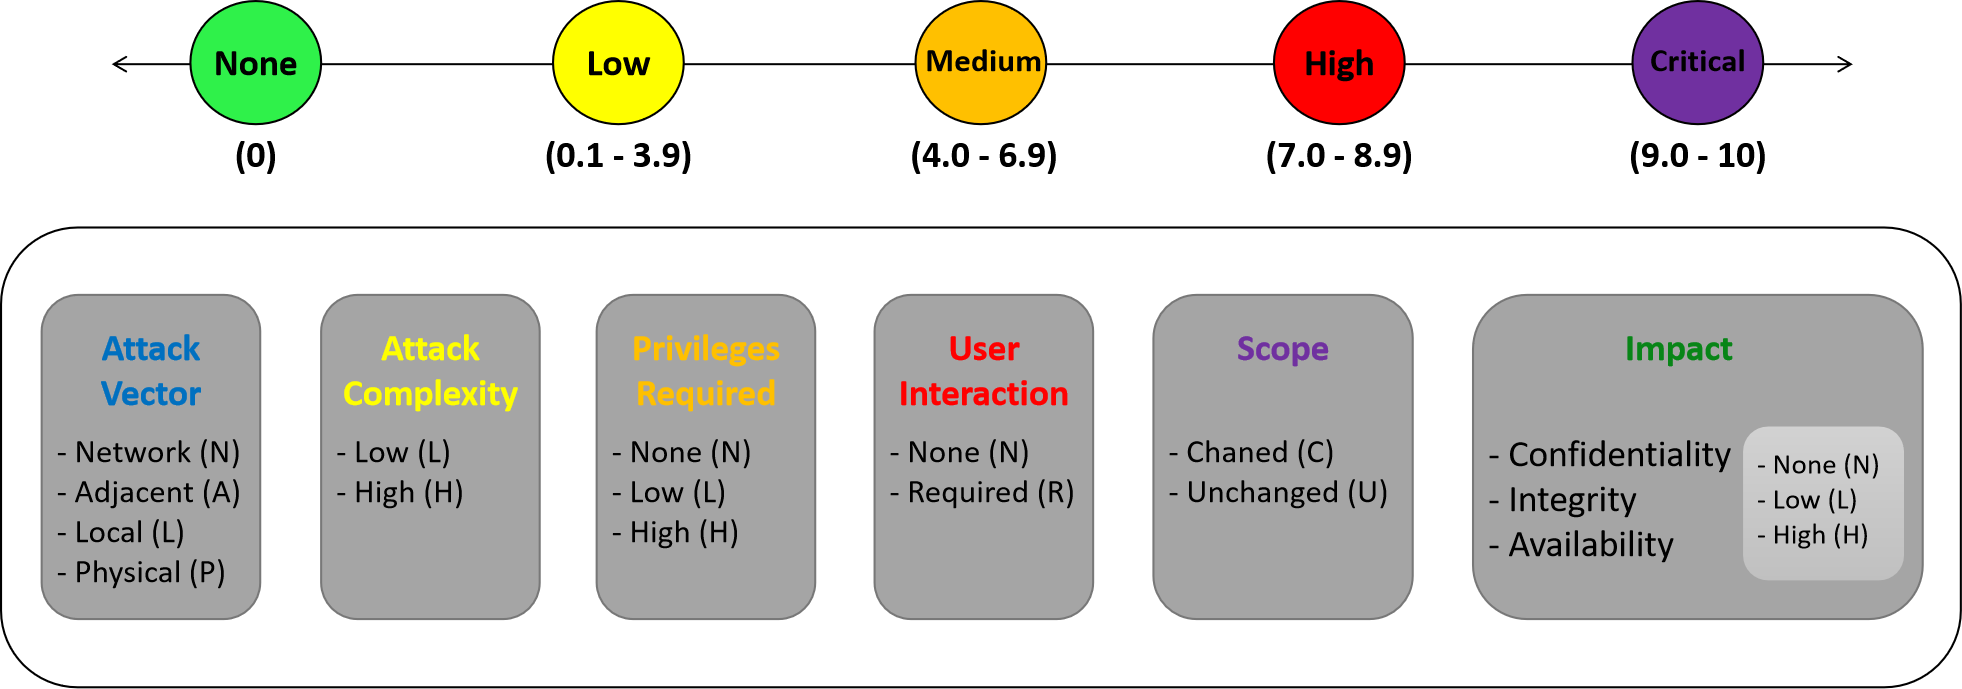 None
Low
Medium
High
Critical
(0)
(0.1 - 3.9)
(4.0 - 6.9)
(7.0 - 8.9)
(9.0 - 10)
Attack
Vector
- Network (N)
- Adjacent (A)
- Local (L)
- Physical (P)
Attack
Complexity
- Low (L)
- High (H)
Privileges
Required
- None (N)
- Low (L)
- High (H)
User
Interaction
- None (N)
- Required (R)
Scope
- Chaned (C)
- Unchanged (U)
Impact
- Confidentiality
- Integrity
- Availability
- None (N)
- Low (L)
- High (H)